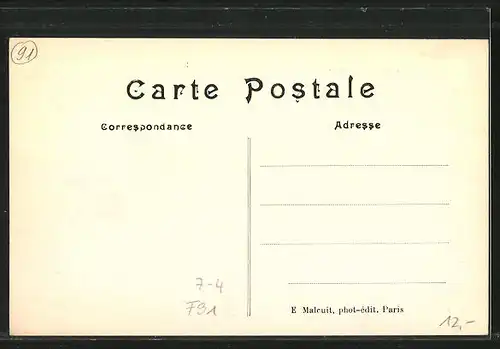 91
Carte Postale
Correspondance
Adresse
7-4
F91
E Malcuit, phot-édit, Paris
12,-